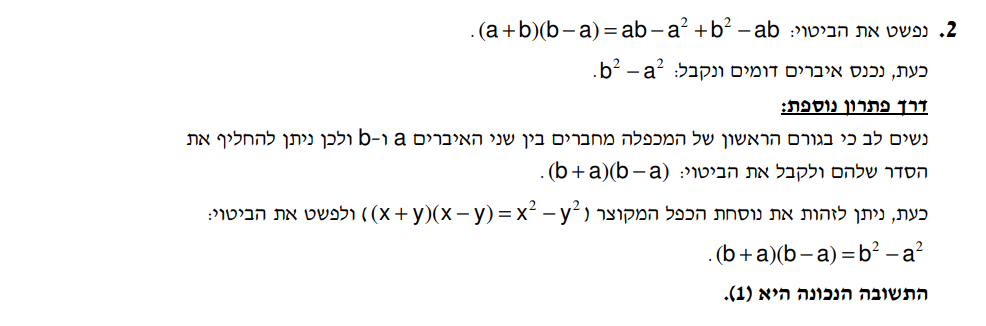 2. נפשט את הביטוי: (a+b)(b−a)=ab−a²+b²−ab.
כעת, נכנס איברים דומים ונקבל: b²−a².
דרך פתרון נוספת:
נשים לב כי בגורם הראשון של המכפלה מחברים בין שני האיברים a ו-b ולכן ניתן להחליף את
הסדר שלהם ולקבל את הביטוי: (b+a)(b−a).
כעת, ניתן לזהות את נוסחת הכפל המקוצר ((x+y)(x−y)=x²−y²) ולפשט את הביטוי:
(b+a)(b−a)=b²−a².
התשובה הנכונה היא (1).